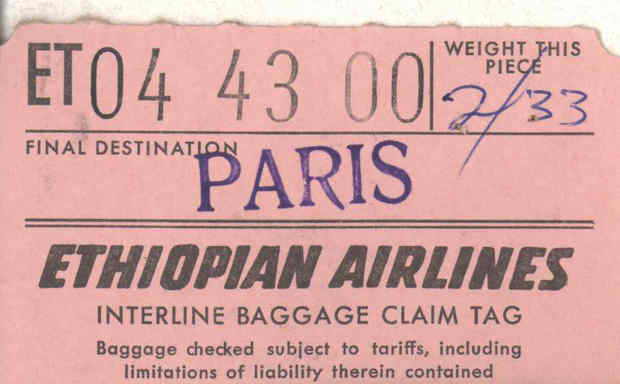 ET04 43 00
WEIGHT THIS
PIECE
2/33
FINAL DESTINATION
PARIS
ETHIOPIAN AIRLINES
INTERLINE BAGGAGE CLAIM TAG
Baggage checked subject to tariffs, including
limitations of liability therein contained